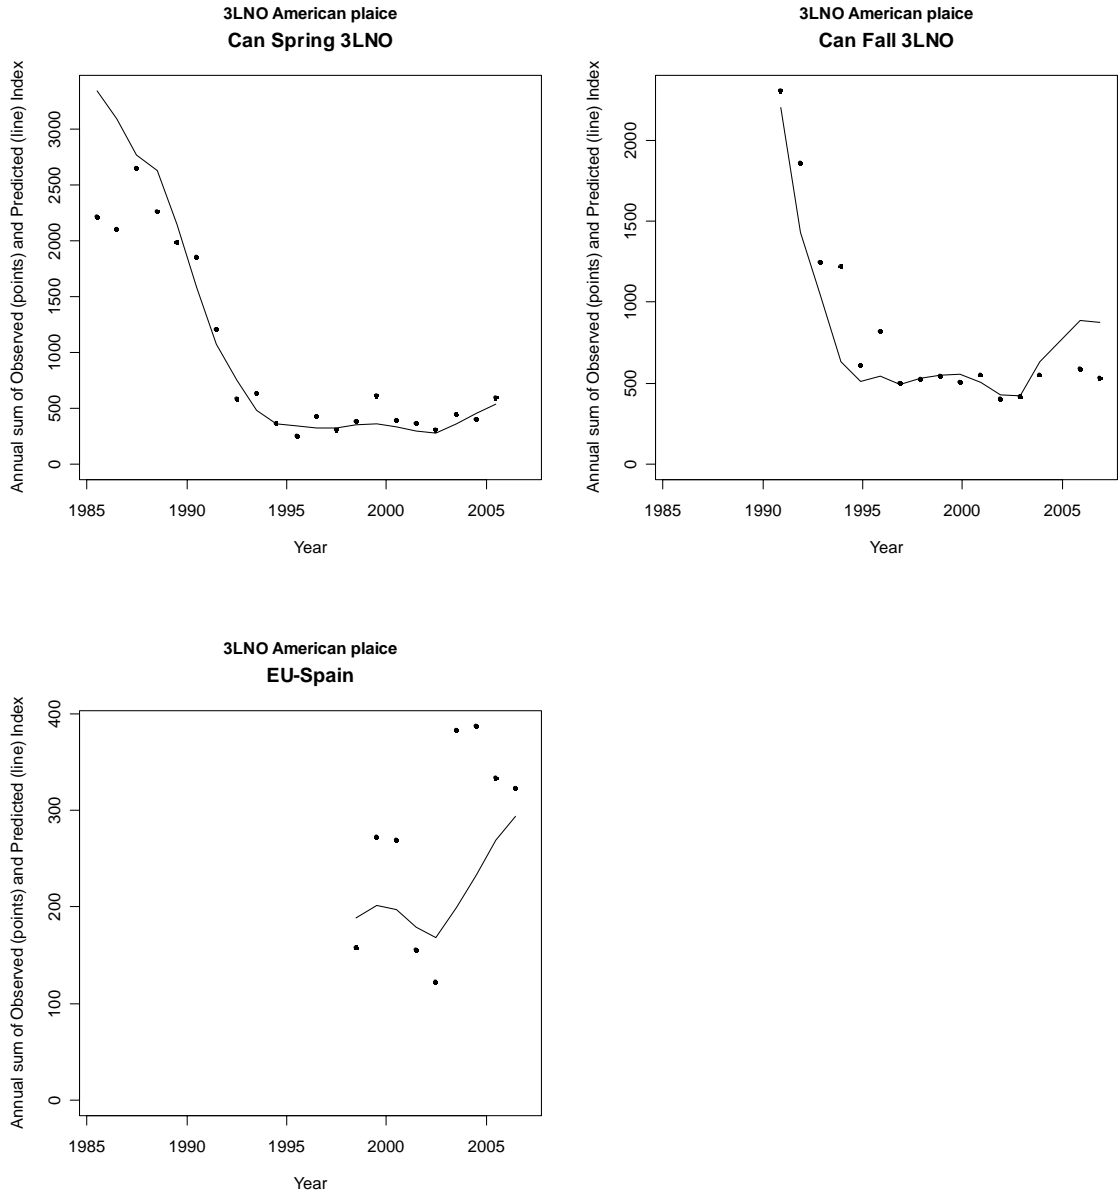 3LNO American plaice
Can Spring 3LNO
Annual sum of Observed (points) and Predicted (line) Index
3000
2500
2000
1500
1000
500
0
1985 1990 1995 2000 2005
Year
3LNO American plaice
Can Fall 3LNO
Annual sum of Observed (points) and Predicted (line) Index
2000
1500
1000
500
0
1985 1990 1995 2000 2005
Year
3LNO American plaice
EU-Spain
Annual sum of Observed (points) and Predicted (line) Index
400
300
200
100
0
1985 1990 1995 2000 2005
Year